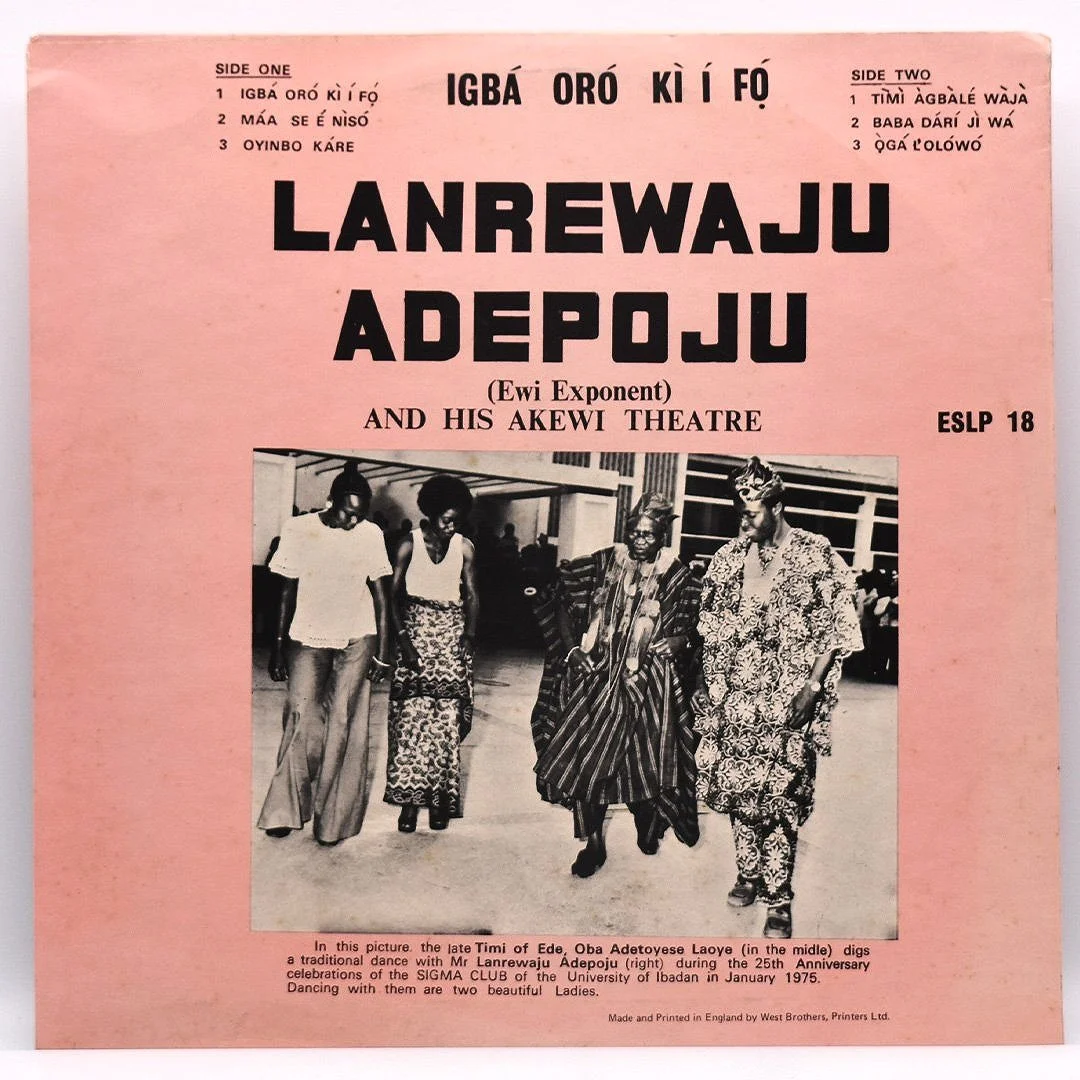 SIDE ONE
1 IGBÁ ORÓ KÌ Í FỌ́
2 MÁA SE É NÌSÓ
3 OYINBO KÁRE
IGBÁ ORÓ KÌ Í FỌ́
SIDE TWO
1 TÌMÌ ÀGBÀLÉ WÀJÀ
2 BABA DÁRÍ JÌ WÁ
3 Ọ̀GÁ L'OLÓWÓ
LANREWAJU
ADEPOJU
(Ewi Exponent)
AND HIS AKEWI THEATRE
ESLP 18
In this picture. the late Timi of Ede, Oba Adetoyese Laoye (in the midle) digs
a traditional dance with Mr Lanrewaju Ádepoju (right) during the 25th Anniversary
celebrations of the SIGMA CLUB of the University of Ibadan in January 1975.
Dancing with them are two beautiful Ladies.
Made and Printed in England by West Brothers, Printers Ltd.